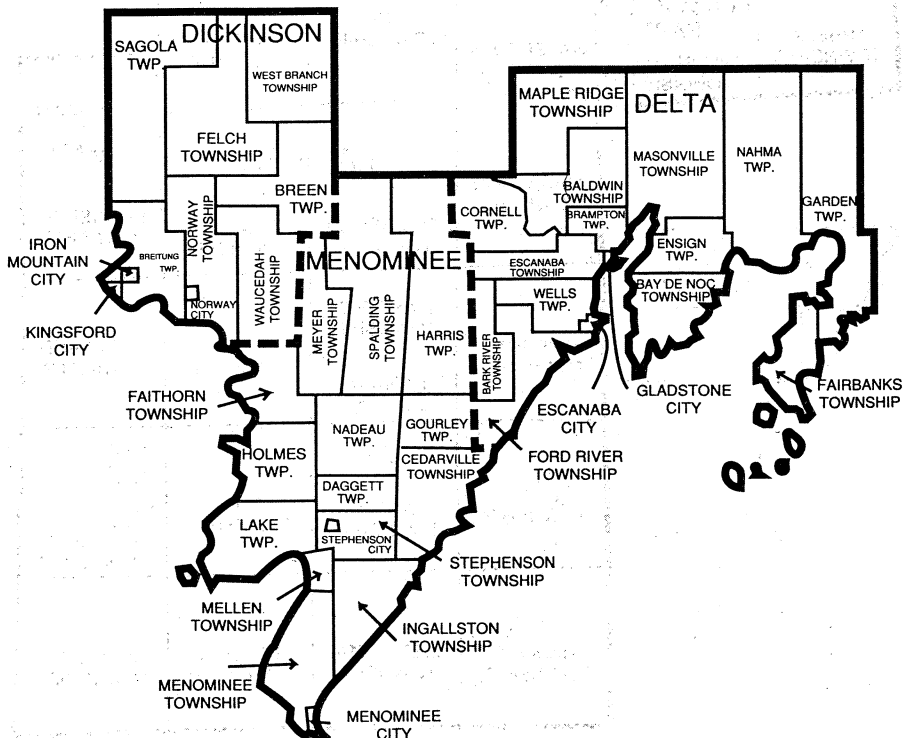 DICKINSON
SAGOLA
TWP.
WEST BRANCH
TOWNSHIP
FELCH
TOWNSHIP
BREEN
TWP.
NORWAY
TOWNSHIP
IRON
MOUNTAIN
CITY
BREITUNG
TWP.
WAUCEDAH
TOWNSHIP
NORWAY
CITY
KINGSFORD
CITY
MENOMINEE
MEYER
TOWNSHIP
SPALDING
TOWNSHIP
HARRIS
TWP.
FAITHORN
TOWNSHIP
NADEAU
TWP.
GOURLEY
TWP.
HOLMES
TWP.
CEDARVILLE
TOWNSHIP
DAGGETT
TWP.
LAKE
TWP.
STEPHENSON
CITY
STEPHENSON
TOWNSHIP
MELLEN
TOWNSHIP
INGALLSTON
TOWNSHIP
MENOMINEE
TOWNSHIP
MENOMINEE
CITY
DELTA
MAPLE RIDGE
TOWNSHIP
MASONVILLE
TOWNSHIP
NAHMA
TWP.
GARDEN
TWP.
BALDWIN
TOWNSHIP
CORNELL
TWP.
BRAMPTON
TWP.
ENSIGN
TWP.
ESCANABA
TOWNSHIP
BAY DE NOC
TOWNSHIP
WELLS
TWP.
BARK RIVER
TOWNSHIP
ESCANABA
CITY
GLADSTONE
CITY
FAIRBANKS
TOWNSHIP
FORD RIVER
TOWNSHIP